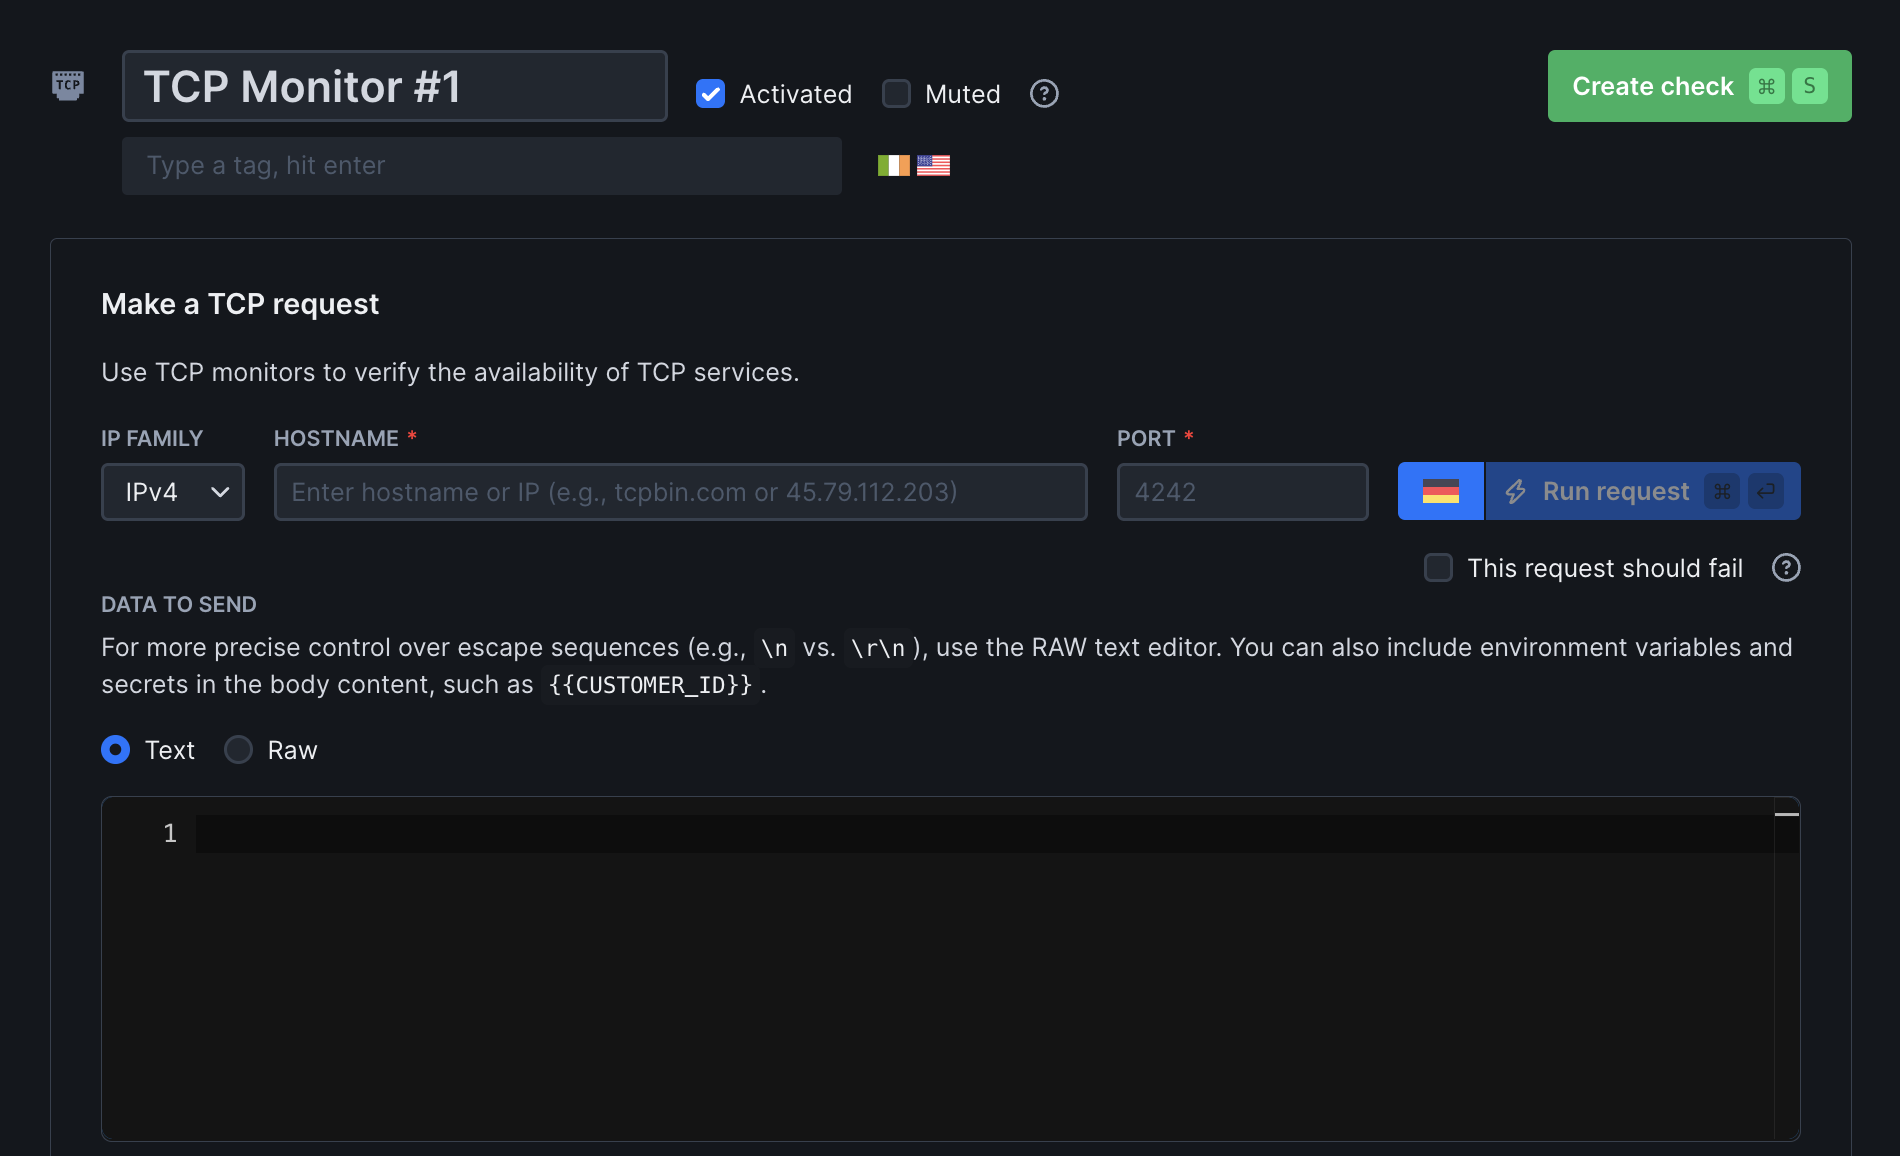 TCP
TCP Monitor #1
Activated
Muted
?
Create check ⌘ S
Type a tag, hit enter
Make a TCP request
Use TCP monitors to verify the availability of TCP services.
IP FAMILY
HOSTNAME *
PORT *
IPv4
Enter hostname or IP (e.g., tcpbin.com or 45.79.112.203)
4242
Run request ⌘ ↵
This request should fail
?
DATA TO SEND
For more precise control over escape sequences (e.g., \n vs. \r\n), use the RAW text editor. You can also include environment variables and
secrets in the body content, such as {{CUSTOMER_ID}}.
Text
Raw
1